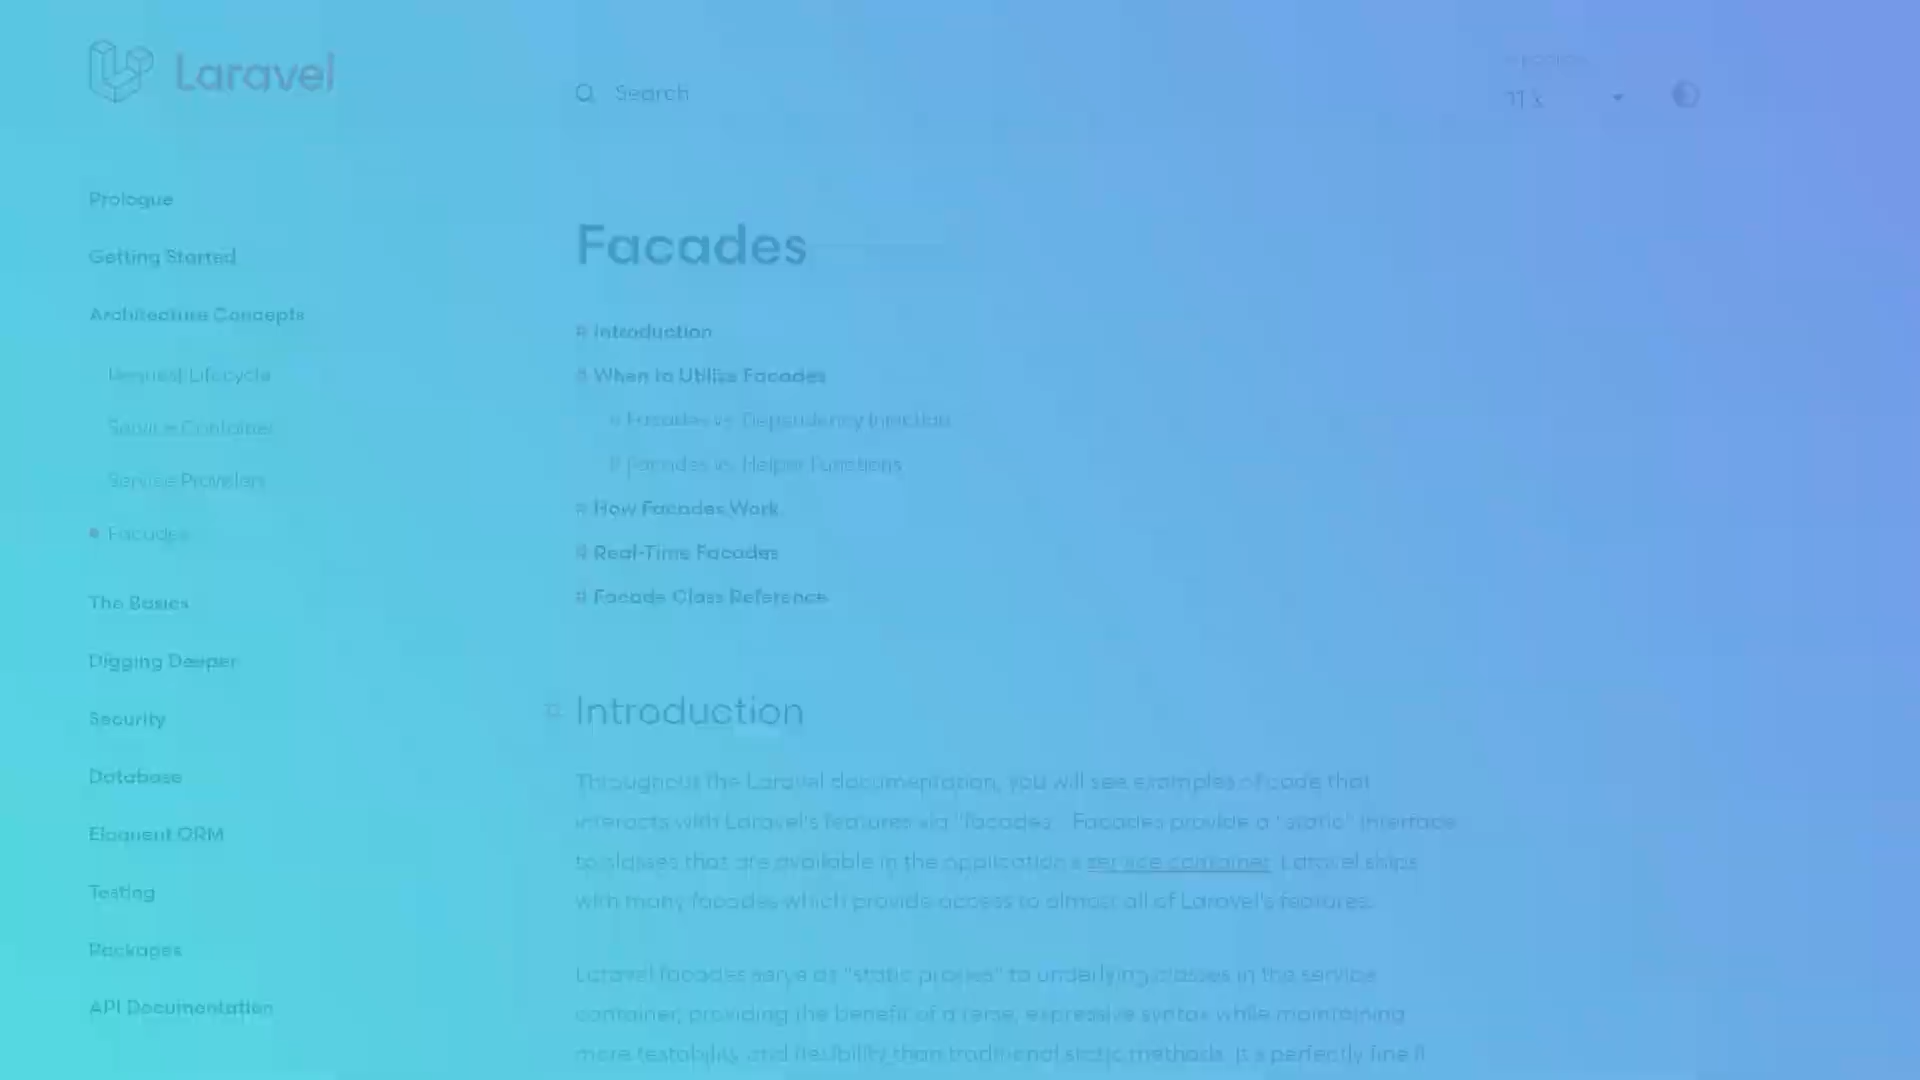 Laravel
Search
VERSION
11.x
Prologue
Getting Started
Architecture Concepts
Request Lifecycle
Service Container
Service Providers
Facades
The Basics
Digging Deeper
Security
Database
Eloquent ORM
Testing
Packages
API Documentation
Facades
# Introduction
# When to Utilize Facades
# Facades vs. Dependency Injection
# Facades vs. Helper Functions
# How Facades Work
# Real-Time Facades
# Facade Class Reference
# Introduction
Throughout the Laravel documentation, you will see examples of code that
interacts with Laravel's features via "facades". Facades provide a "static" interface
to classes that are available in the application's service container. Laravel ships
with many facades which provide access to almost all of Laravel's features.
Laravel facades serve as "static proxies" to underlying classes in the service
container, providing the benefit of a terse, expressive syntax while maintaining
more testability and flexibility than traditional static methods. It's perfectly fine if